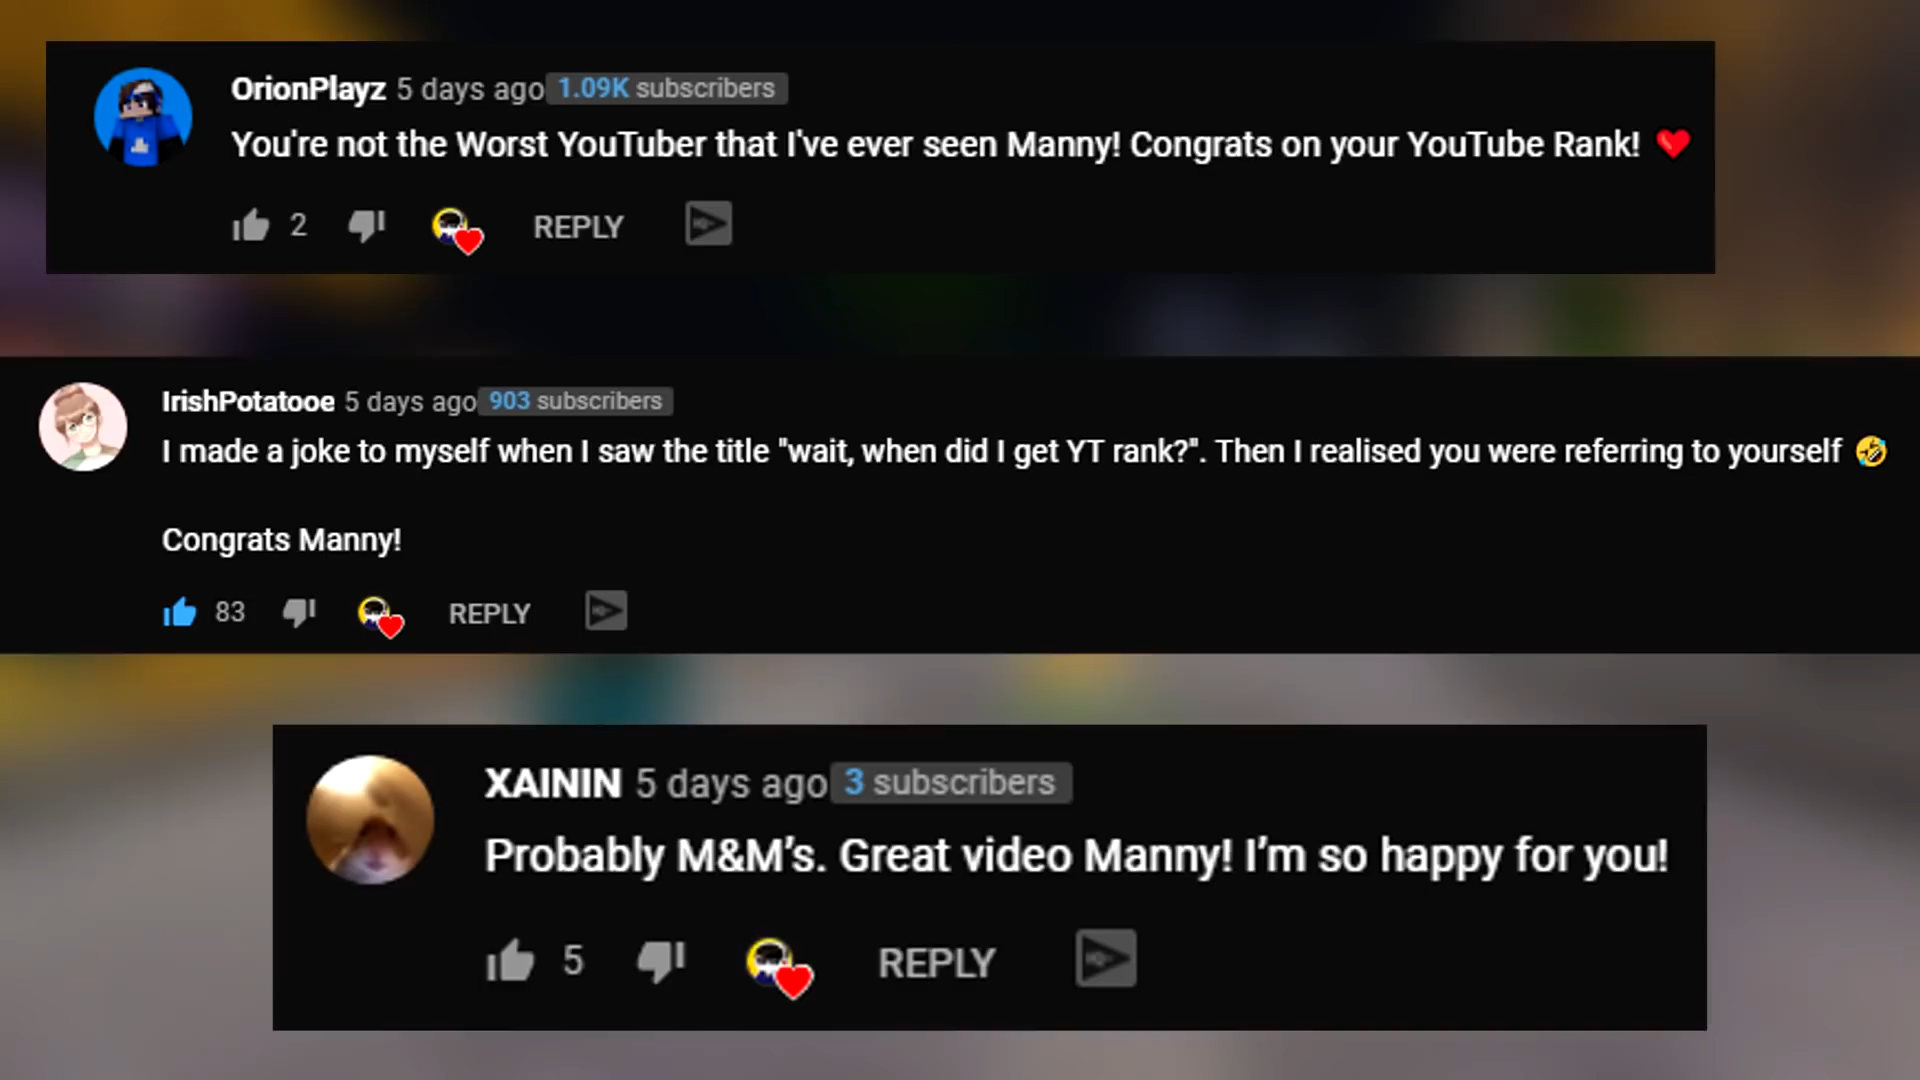 OrionPlayz 5 days ago 1.09K subscribers
You're not the Worst YouTuber that I've ever seen Manny! Congrats on your YouTube Rank! ❤️
2 REPLY
IrishPotatooe 5 days ago 903 subscribers
I made a joke to myself when I saw the title "wait, when did I get YT rank?". Then I realised you were referring to yourself 🤣
Congrats Manny!
83 REPLY
XAININ 5 days ago 3 subscribers
Probably M&M’s. Great video Manny! I’m so happy for you!
5 REPLY